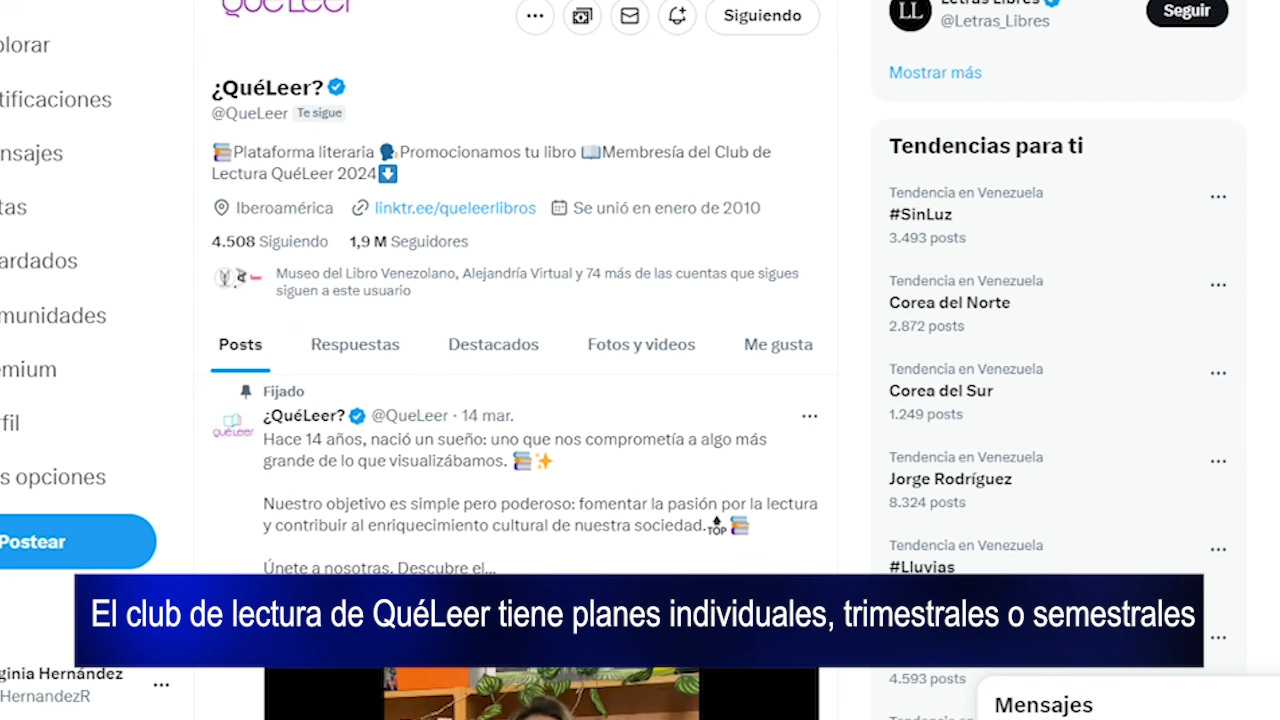 QuéLeer
Siguiendo
¿QuéLeer?
@QueLeer Te sigue
📚Plataforma literaria 🗣️Promocionamos tu libro 📖Membresía del Club de
Lectura QuéLeer 2024⬇️
Iberoamérica linktr.ee/queleerlibros Se unió en enero de 2010
4.508 Siguiendo 1,9 M Seguidores
Museo del Libro Venezolano, Alejandría Virtual y 74 más de las cuentas que sigues
siguen a este usuario
Posts Respuestas Destacados Fotos y videos Me gusta
Fijado
¿QuéLeer? @QueLeer · 14 mar.
Hace 14 años, nació un sueño: uno que nos comprometía a algo más
grande de lo que visualizábamos. 📚✨
Nuestro objetivo es simple pero poderoso: fomentar la pasión por la lectura
y contribuir al enriquecimiento cultural de nuestra sociedad.🔝📚
Únete a nosotras. Descubre el...
El club de lectura de QuéLeer tiene planes individuales, trimestrales o semestrales
plorar
tificaciones
nsajes
tas
ardados
munidades
emium
rfil
s opciones
Postear
ginia Hernández
HernandezR
LL
Letras Libres
@Letras_Libres
Seguir
Mostrar más
Tendencias para ti
Tendencia en Venezuela
#SinLuz
3.493 posts
Tendencia en Venezuela
Corea del Norte
2.872 posts
Tendencia en Venezuela
Corea del Sur
1.249 posts
Tendencia en Venezuela
Jorge Rodríguez
8.324 posts
Tendencia en Venezuela
#Lluvias
4.593 posts
Tendencia en Venezuela
Mensajes